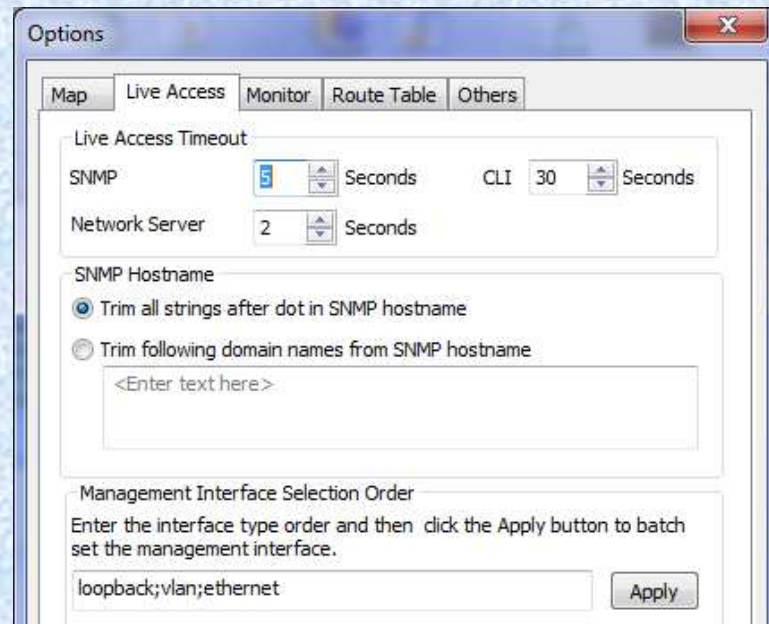 Options
Map Live Access Monitor Route Table Others
Live Access Timeout
SNMP 5 Seconds CLI 30 Seconds
Network Server 2 Seconds
SNMP Hostname
Trim all strings after dot in SNMP hostname
Trim following domain names from SNMP hostname
<Enter text here>
Management Interface Selection Order
Enter the interface type order and then click the Apply button to batch
set the management interface.
loopback;vlan;ethernet Apply